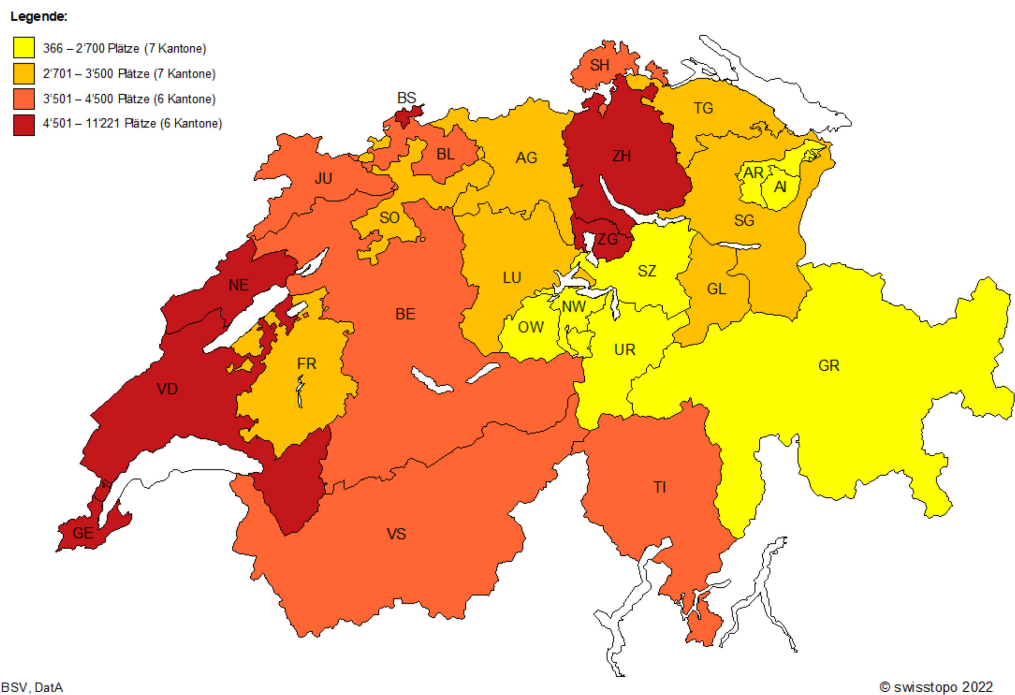 Legende:
366 – 2'700 Plätze (7 Kantone)
2'701 – 3'500 Plätze (7 Kantone)
3'501 – 4'500 Plätze (6 Kantone)
4'501 – 11'221 Plätze (6 Kantone)
SH
BS
TG
BL
AG
ZH
AR
AI
JU
SO
SG
ZG
SZ
NE
LU
GL
BE
NW
OW
UR
FR
GR
VD
TI
GE
VS
BSV, DatA
© swisstopo 2022